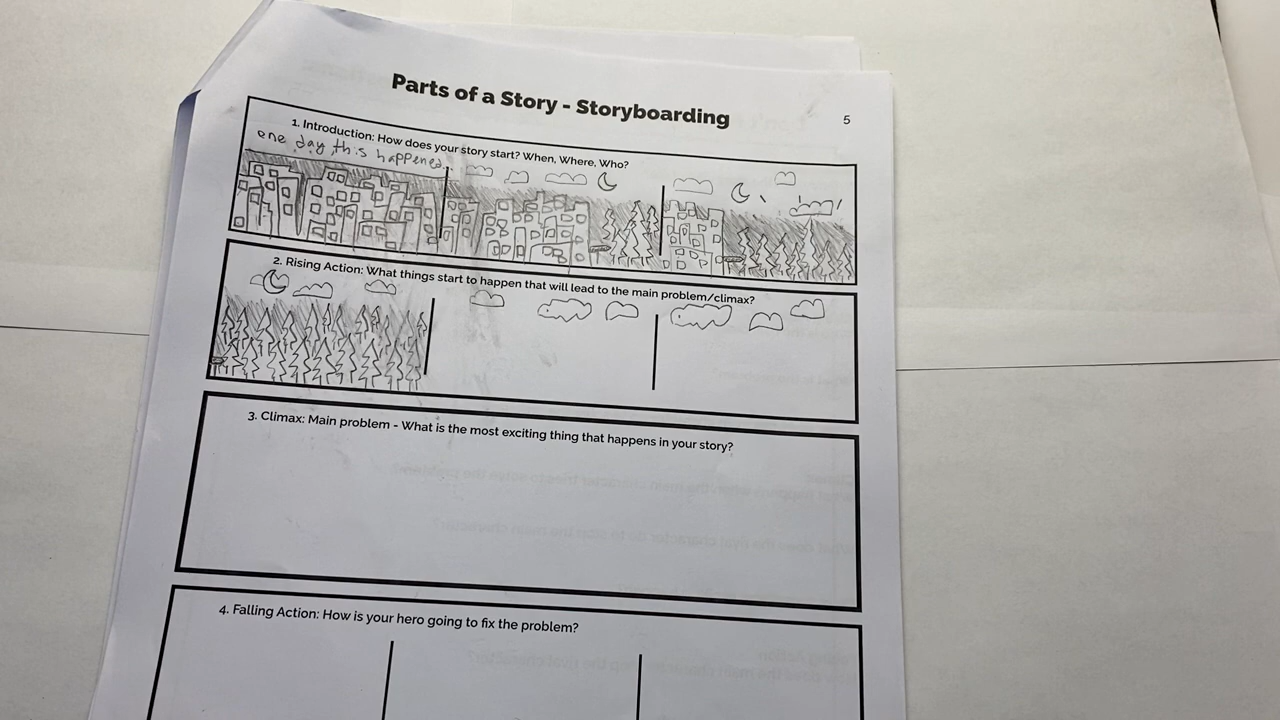 Parts of a Story - Storyboarding
5
1. Introduction: How does your story start? When, Where, Who?
one day this happened
2. Rising Action: What things start to happen that will lead to the main problem/climax?
3. Climax: Main problem - What is the most exciting thing that happens in your story?
4. Falling Action: How is your hero going to fix the problem?